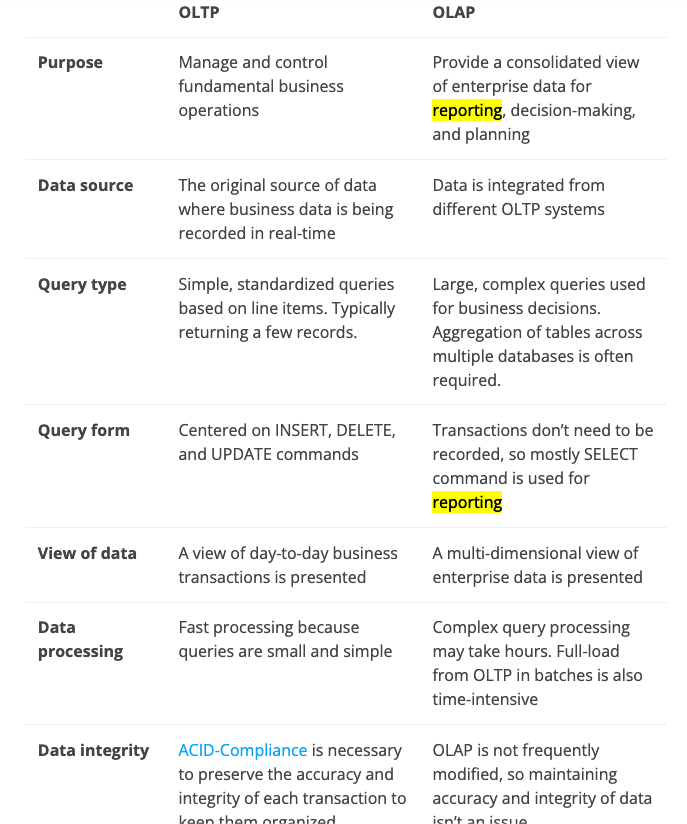 OLTP OLAP
Purpose Manage and control Provide a consolidated view
fundamental business of enterprise data for
operations reporting, decision-making,
and planning
Data source The original source of data Data is integrated from
where business data is being different OLTP systems
recorded in real-time
Query type Simple, standardized queries Large, complex queries used
based on line items. Typically for business decisions.
returning a few records. Aggregation of tables across
multiple databases is often
required.
Query form Centered on INSERT, DELETE, Transactions don’t need to be
and UPDATE commands recorded, so mostly SELECT
command is used for
reporting
View of data A view of day-to-day business A multi-dimensional view of
transactions is presented enterprise data is presented
Data Fast processing because Complex query processing
processing queries are small and simple may take hours. Full-load
from OLTP in batches is also
time-intensive
Data integrity ACID-Compliance is necessary OLAP is not frequently
to preserve the accuracy and modified, so maintaining
integrity of each transaction to accuracy and integrity of data
keep them organized isn’t an issue